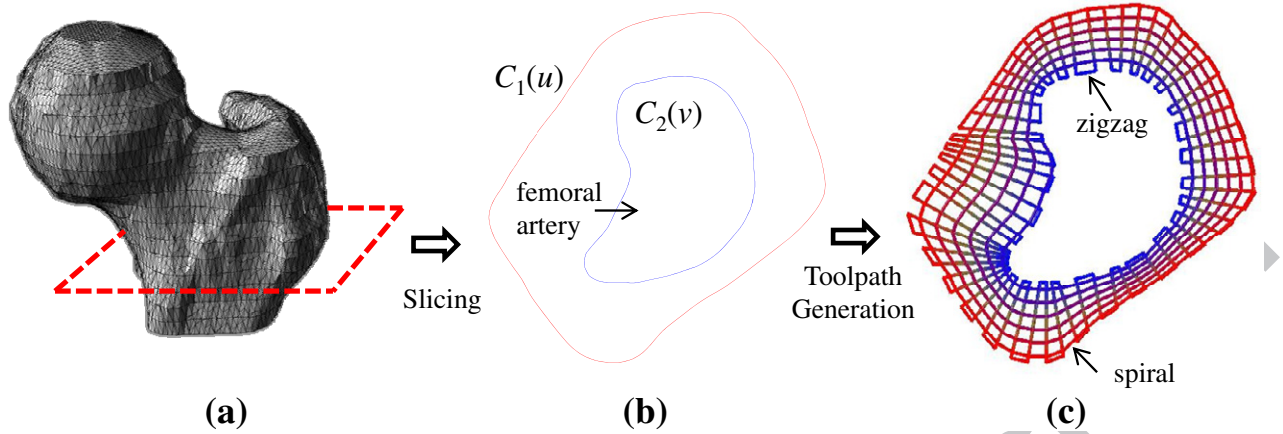 C₁(u)
C₂(v)
femoral
artery
zigzag
Slicing
Toolpath
Generation
spiral
(a)
(b)
(c)